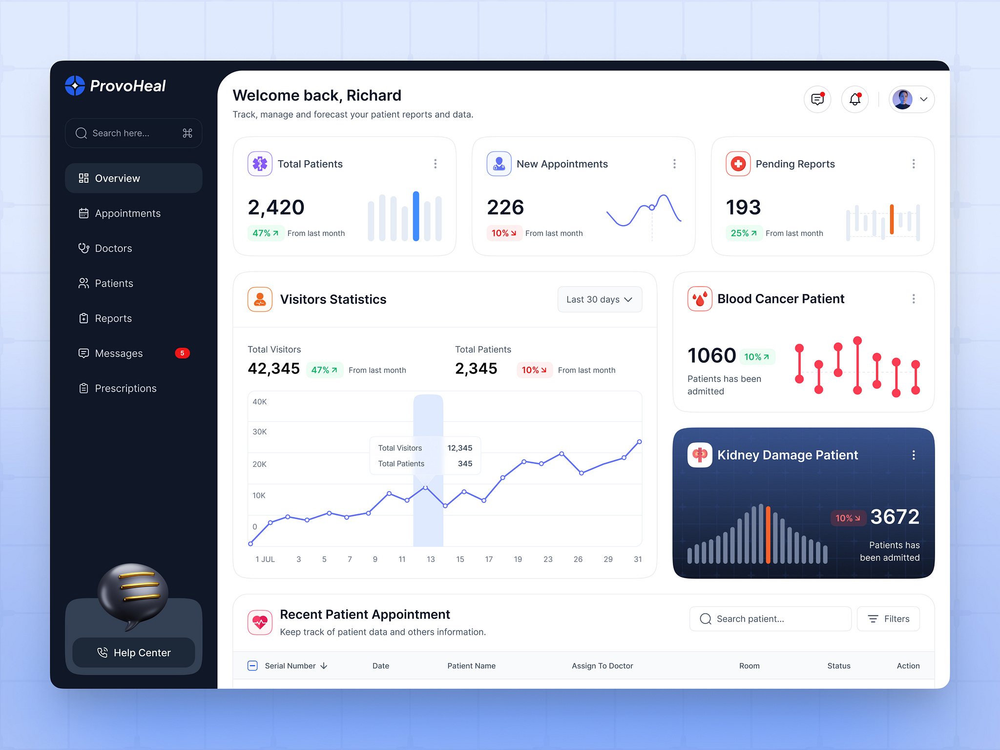 ProvoHeal
Search here...
Overview
Appointments
Doctors
Patients
Reports
Messages 5
Prescriptions
Help Center
Welcome back, Richard
Track, manage and forecast your patient reports and data.
Total Patients
2,420
47% From last month
New Appointments
226
10% From last month
Pending Reports
193
25% From last month
Visitors Statistics
Last 30 days
Total Visitors
42,345 47% From last month
Total Patients
2,345 10% From last month
40K
30K
20K
10K
0
Total Visitors 12,345
Total Patients 345
1 JUL 3 5 7 9 11 13 15 17 19 23 26 29 31
Blood Cancer Patient
1060 10%
Patients has been
admitted
Kidney Damage Patient
10% 3672
Patients has
been admitted
Recent Patient Appointment
Keep track of patient data and others information.
Search patient...
Filters
Serial Number Date Patient Name Assign To Doctor Room Status Action